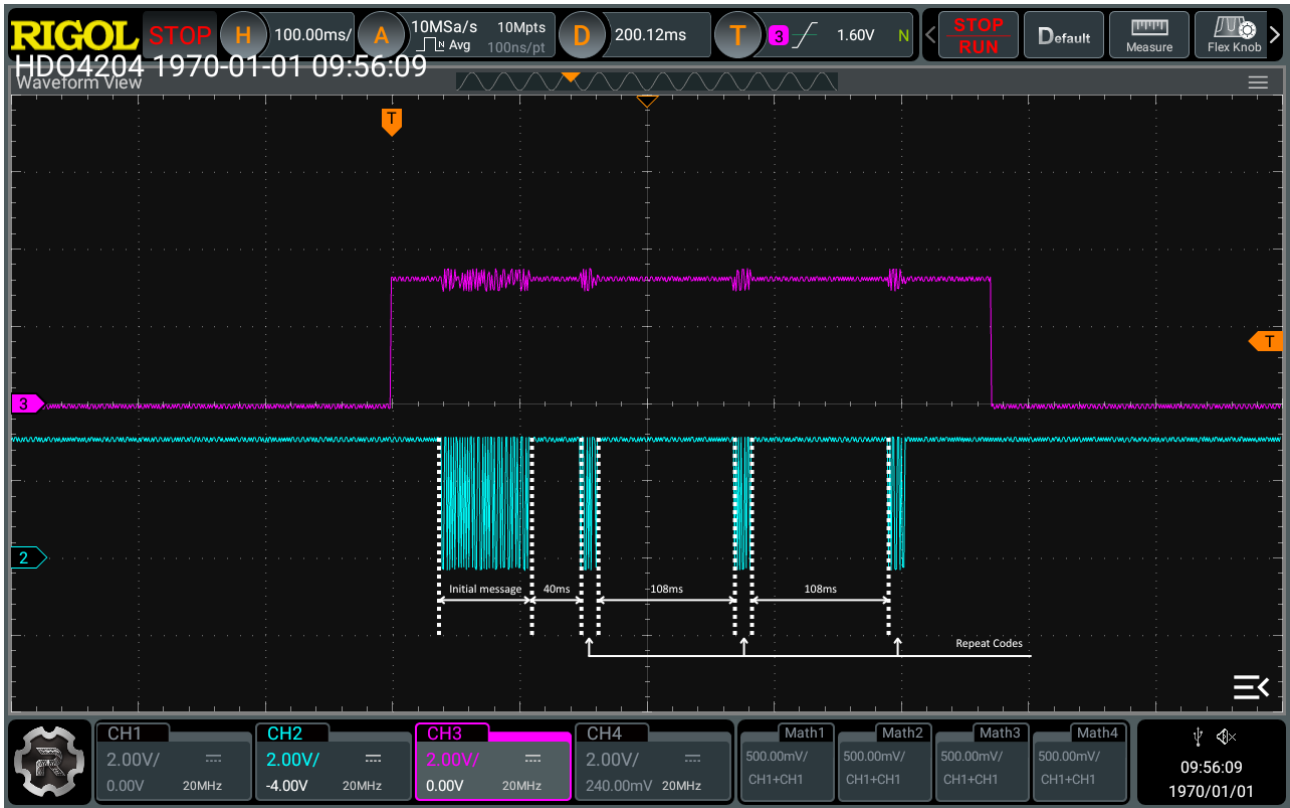 RIGOL STOP H 100.00ms/ A 10MSa/s 10Mpts D 200.12ms T 3 1.60V N < STOP RUN Default Measure Flex Knob >
N Avg 100ns/pt
HDO4204 1970-01-01 09:56:09
Waveform View
T
T
3
2
Initial message 40ms 108ms 108ms
Repeat Codes
CH1 CH2 CH3 CH4 Math1 Math2 Math3 Math4
2.00V/ 2.00V/ 2.00V/ 2.00V/ 500.00mV/ 500.00mV/ 500.00mV/ 500.00mV/
0.00V 20MHz -4.00V 20MHz 0.00V 20MHz 240.00mV 20MHz CH1+CH1 CH1+CH1 CH1+CH1 CH1+CH1
09:56:09
1970/01/01